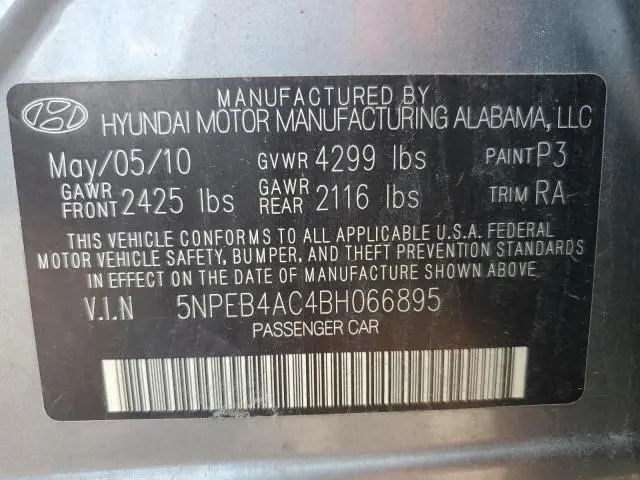 MANUFACTURED BY
HYUNDAI MOTOR MANUFACTURING ALABAMA, LLC
May/05/10 GVWR 4299 lbs PAINT P3
GAWR FRONT 2425 lbs GAWR REAR 2116 lbs TRIM RA
THIS VEHICLE CONFORMS TO ALL APPLICABLE U.S.A. FEDERAL
MOTOR VEHICLE SAFETY, BUMPER, AND THEFT PREVENTION STANDARDS
IN EFFECT ON THE DATE OF MANUFACTURE SHOWN ABOVE.
V.I.N 5NPEB4AC4BH066895
PASSENGER CAR